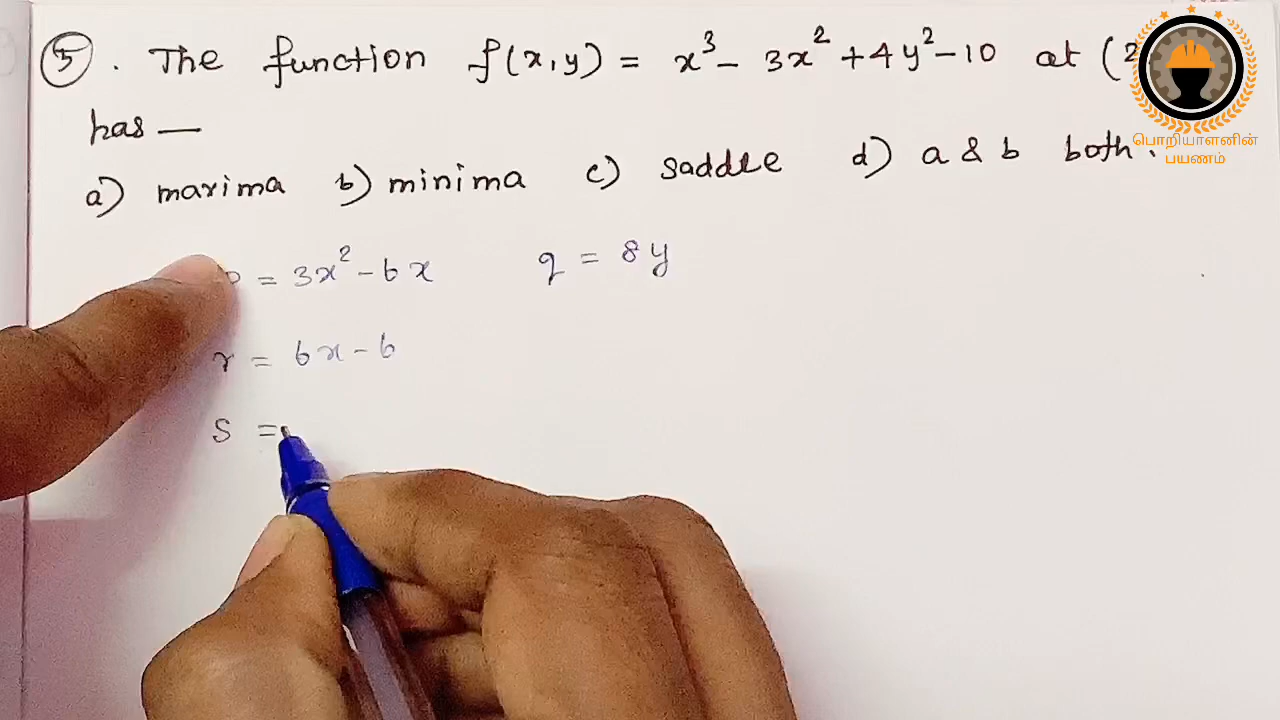 5. The function f(x,y) = x³ - 3x² + 4y² - 10 at (2
has —
a) maxima b) minima c) saddle d) a & b both.
= 3x² - 6x q = 8y
r = 6x - 6
s =
பொறியாளனின்
பயணம்